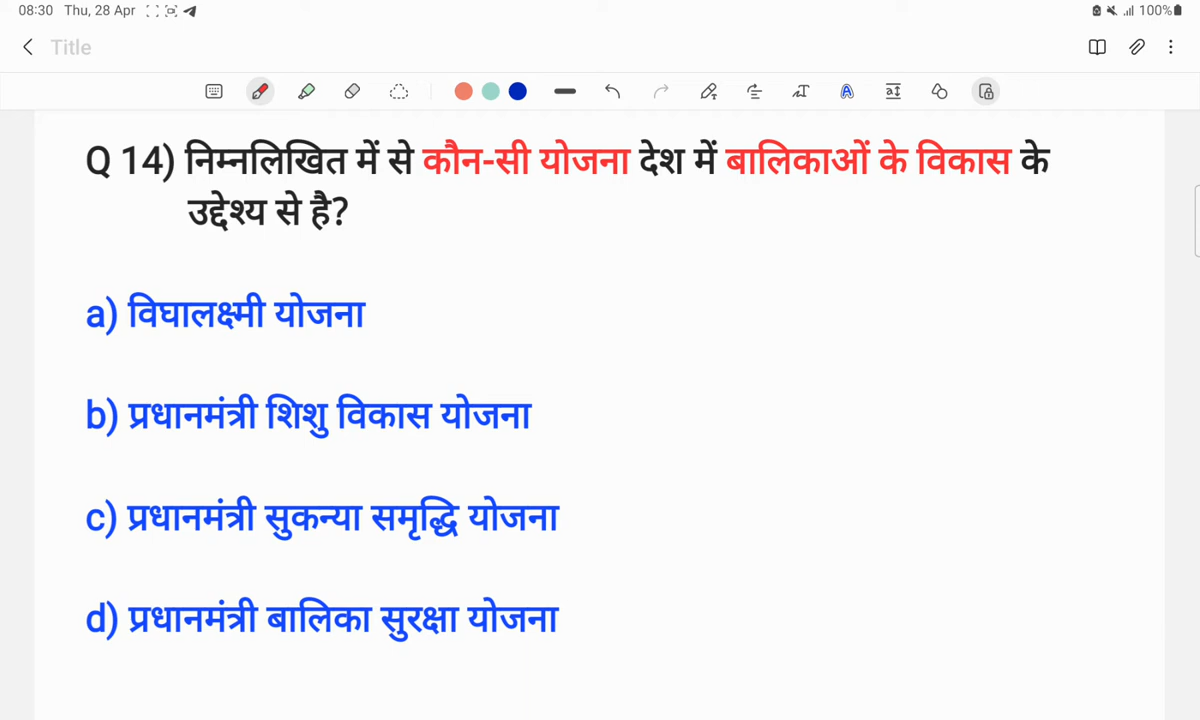 08:30 Thu, 28 Apr 100%
Title
Q 14) निम्नलिखित में से कौन-सी योजना देश में बालिकाओं के विकास के
उद्देश्य से है?
a) विघालक्ष्मी योजना
b) प्रधानमंत्री शिशु विकास योजना
c) प्रधानमंत्री सुकन्या समृद्धि योजना
d) प्रधानमंत्री बालिका सुरक्षा योजना